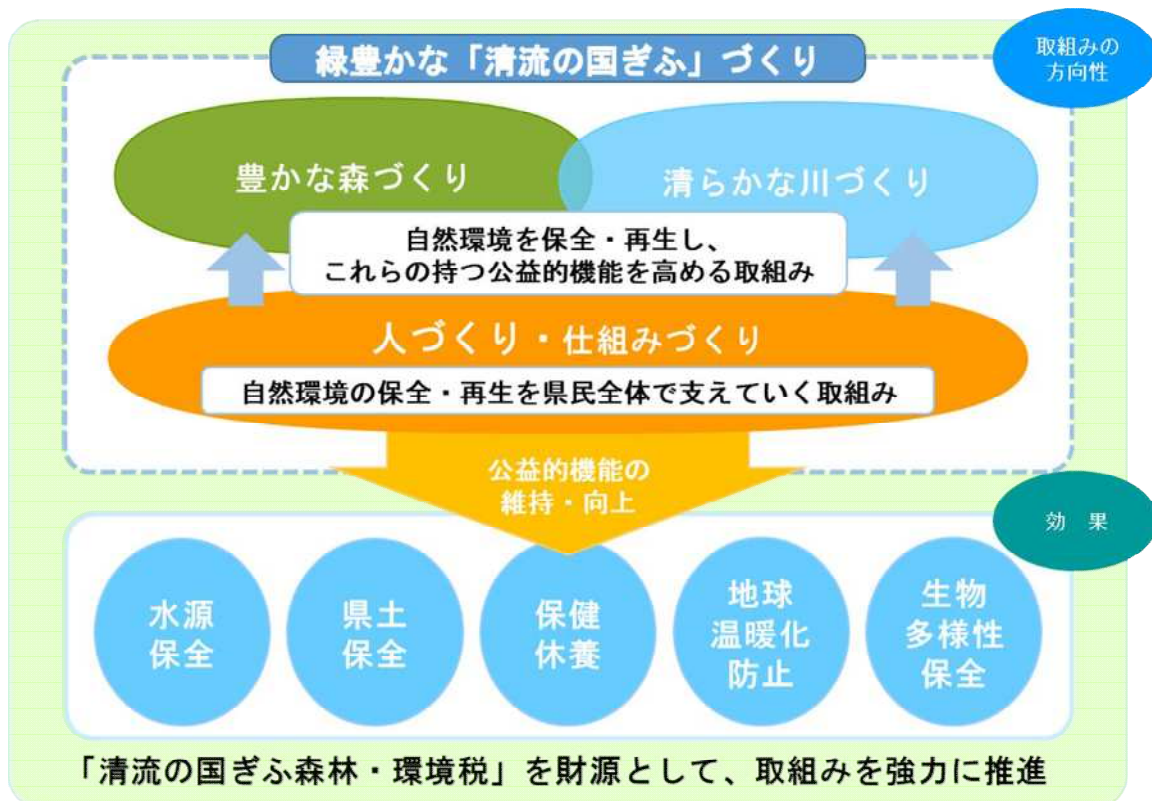 取組みの
方向性
緑豊かな「清流の国ぎふ」づくり
豊かな森づくり
清らかな川づくり
自然環境を保全・再生し、
これらの持つ公益的機能を高める取組み
人づくり・仕組みづくり
自然環境の保全・再生を県民全体で支えていく取組み
公益的機能の
維持・向上
効 果
水源
保全
県土
保全
保健
休養
地球
温暖化
防止
生物
多様性
保全
「清流の国ぎふ森林・環境税」を財源として、取組みを強力に推進